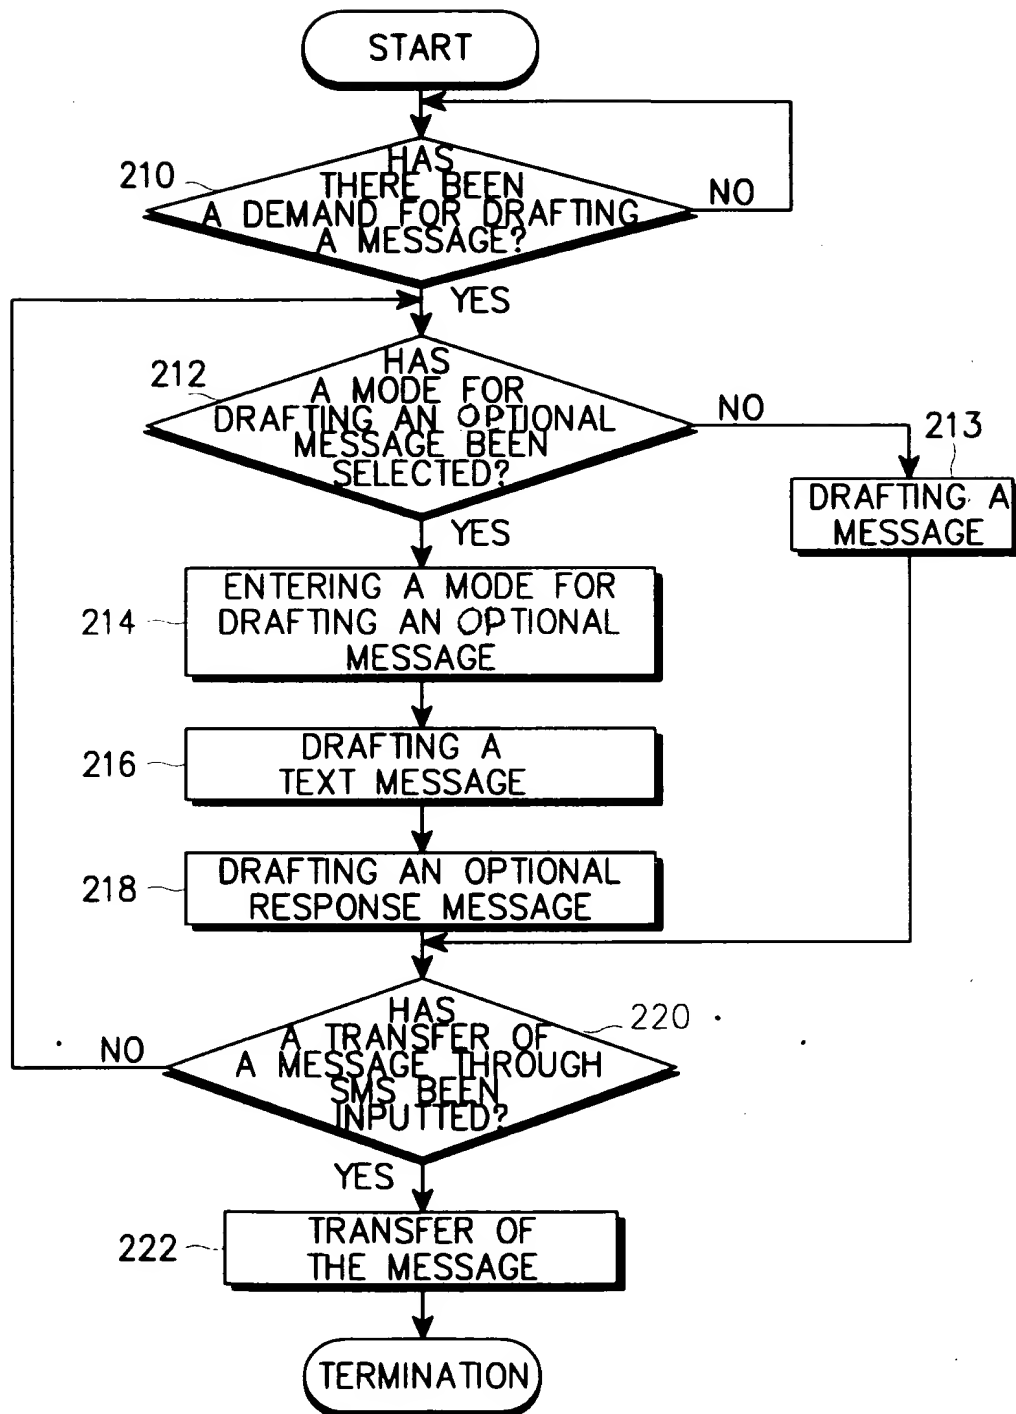 START
210
HAS
THERE BEEN
A DEMAND FOR DRAFTING
A MESSAGE?
NO
YES
212
HAS
A MODE FOR
DRAFTING AN OPTIONAL
MESSAGE BEEN
SELECTED?
NO
213
DRAFTING A
MESSAGE
YES
214
ENTERING A MODE FOR
DRAFTING AN OPTIONAL
MESSAGE
216
DRAFTING A
TEXT MESSAGE
218
DRAFTING AN OPTIONAL
RESPONSE MESSAGE
220
HAS
A TRANSFER OF
A MESSAGE THROUGH
SMS BEEN
INPUTTED?
NO
YES
222
TRANSFER OF
THE MESSAGE
TERMINATION